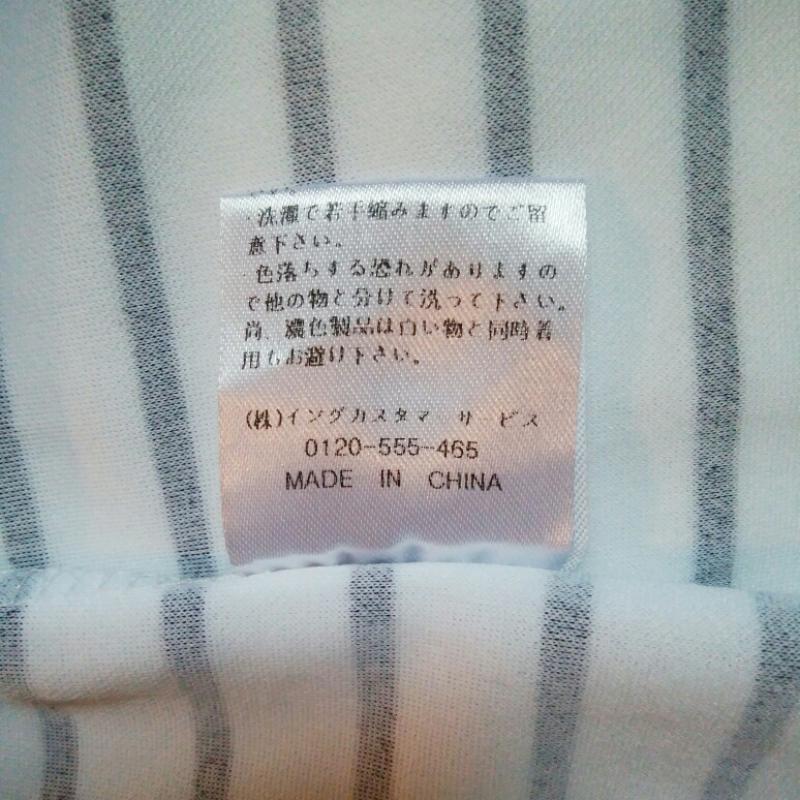 ・洗濯で若干縮みますのでご留
意下さい。
・色落ちする恐れがありますの
で他の物と分けて洗って下さい。
尚、濃色製品は白い物と同時着
用もお避け下さい。
(株)イングカスタマーサービス
0120-555-465
MADE IN CHINA